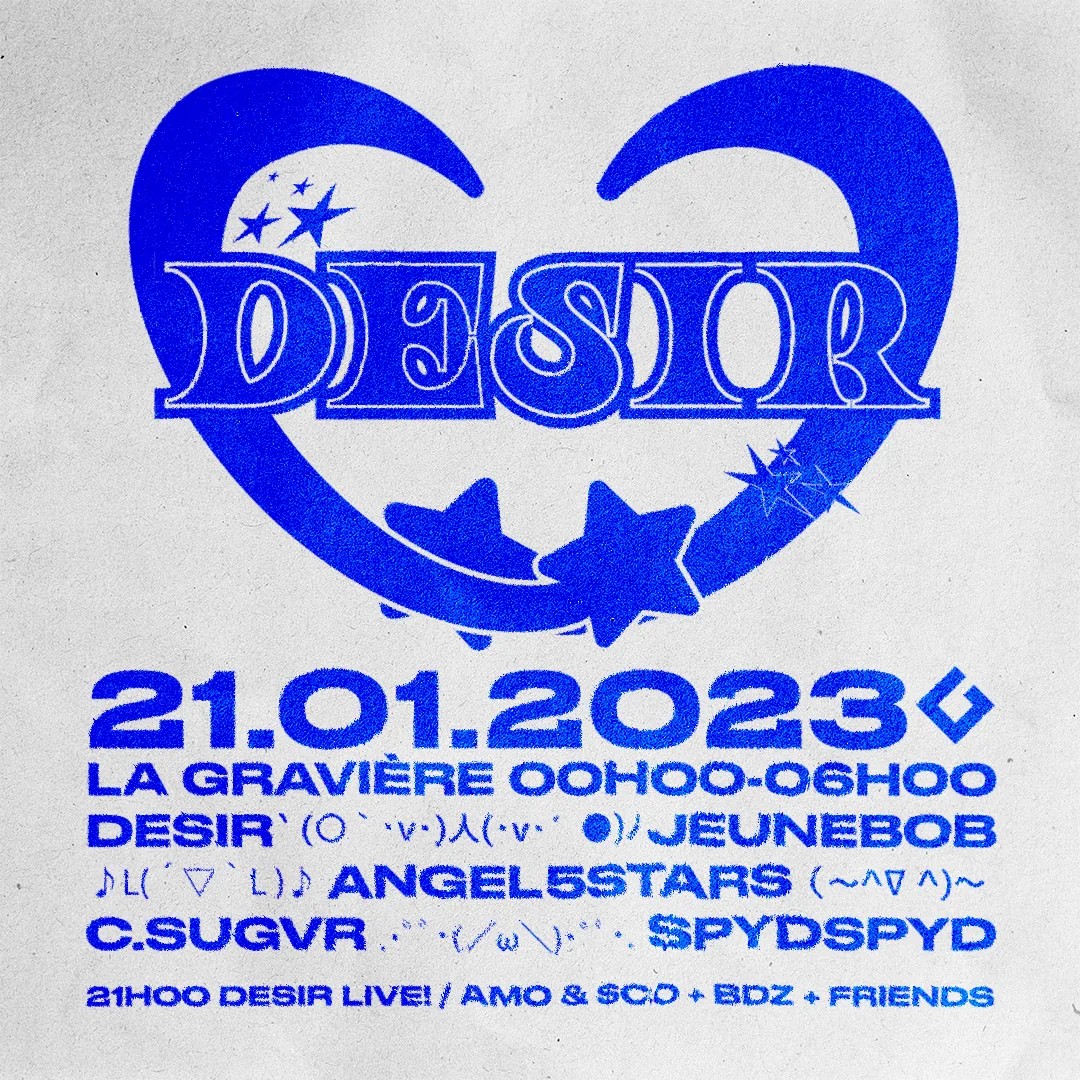 DESIR
21.01.2023
LA GRAVIÈRE 00H00-06H00
DESIR`(○｀·v·)人(·v·´●)ﾉJEUNEBOB
♪L(´▽｀L)♪ ANGEL5STARS (～^∇^)～
C.SUGVR .·°°·(／ω＼)·°°·. $PYDSPYD
21H00 DESIR LIVE! / AMO & $CO + BDZ + FRIENDS